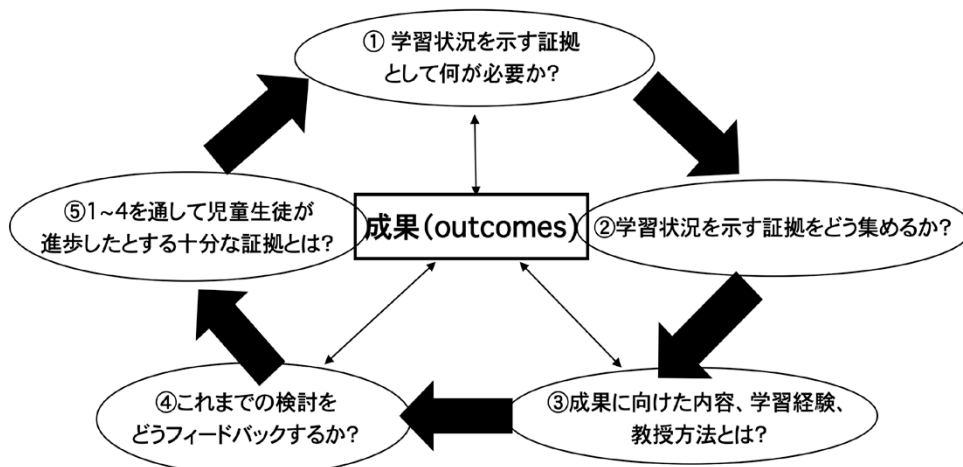 ① 学習状況を示す証拠
として何が必要か?
⑤1~4を通して児童生徒が
進歩したとする十分な証拠とは?
成果(outcomes)
②学習状況を示す証拠をどう集めるか?
④これまでの検討を
どうフィードバックするか?
③成果に向けた内容、学習経験、
教授方法とは?